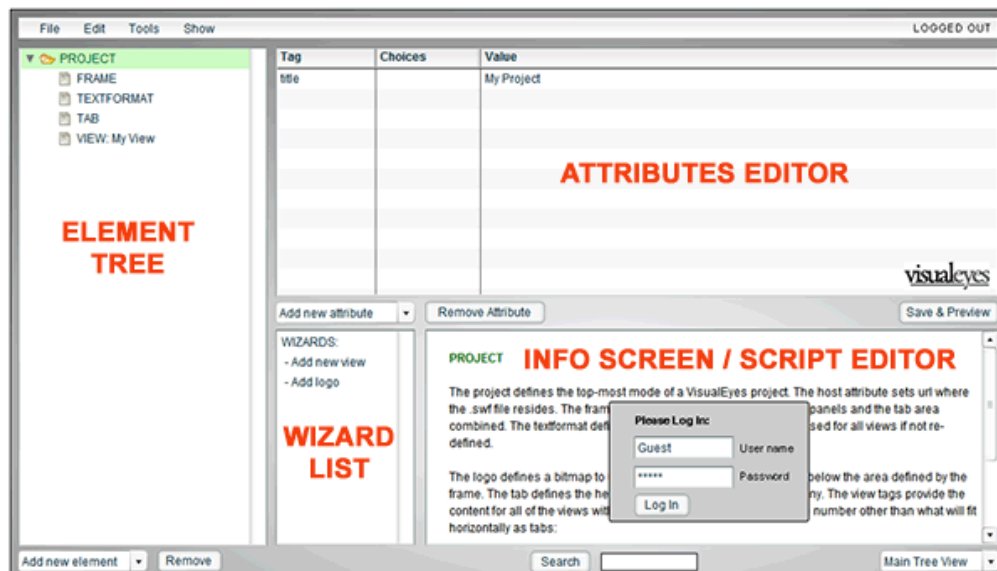 File Edit Tools Show LOGGED OUT
PROJECT
FRAME
TEXTFORMAT
TAB
VIEW: My View
ELEMENT
TREE
Tag Choices Value
title My Project
ATTRIBUTES EDITOR
visualeyes
Add new attribute Remove Attribute Save & Preview
WIZARDS:
- Add new view
- Add logo
WIZARD
LIST
PROJECT INFO SCREEN / SCRIPT EDITOR
The project defines the top-most mode of a VisualEyes project. The host attribute sets url where
the .swf file resides. The panels and the tab area
combined. The textformat sed for all views if not re-
defined.
The logo defines a bitmap to below the area defined by the
frame. The tab defines the ny. The view tags provide the
content for all of the views number other than what will fit
horizontally as tabs:
Please Log In:
Guest User name
***** Password
Log In
Add new element Remove Search Main Tree View